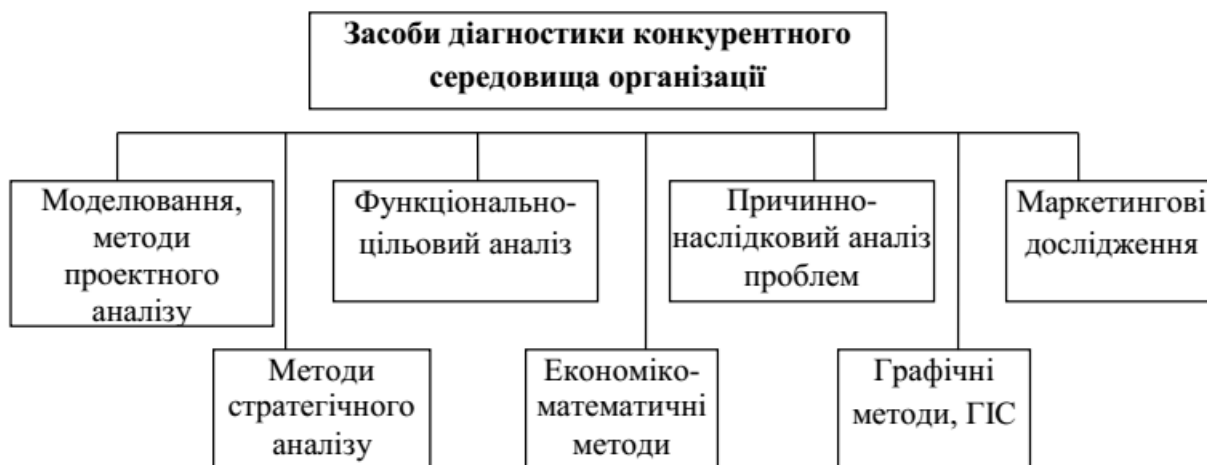 Засоби діагностики конкурентного
середовища організації
Моделювання,
методи
проектного
аналізу
Функціонально-
цільовий аналіз
Причинно-
наслідковий аналіз
проблем
Маркетингові
дослідження
Методи
стратегічного
аналізу
Економіко-
математичні
методи
Графічні
методи, ГІС